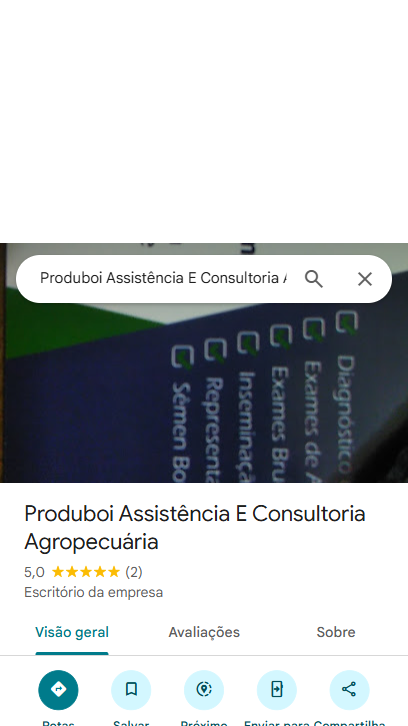 Produboi Assistência E Consultoria A
Diagnóstico
Exames de A
Exames Bru
Inseminaçã
Representa
Sêmen Bo
Produboi Assistência E Consultoria
Agropecuária
5,0 (2)
Escritório da empresa
Visão geral
Avaliações
Sobre
Rotas
Salvar
Próximo
Enviar para
Compartilha